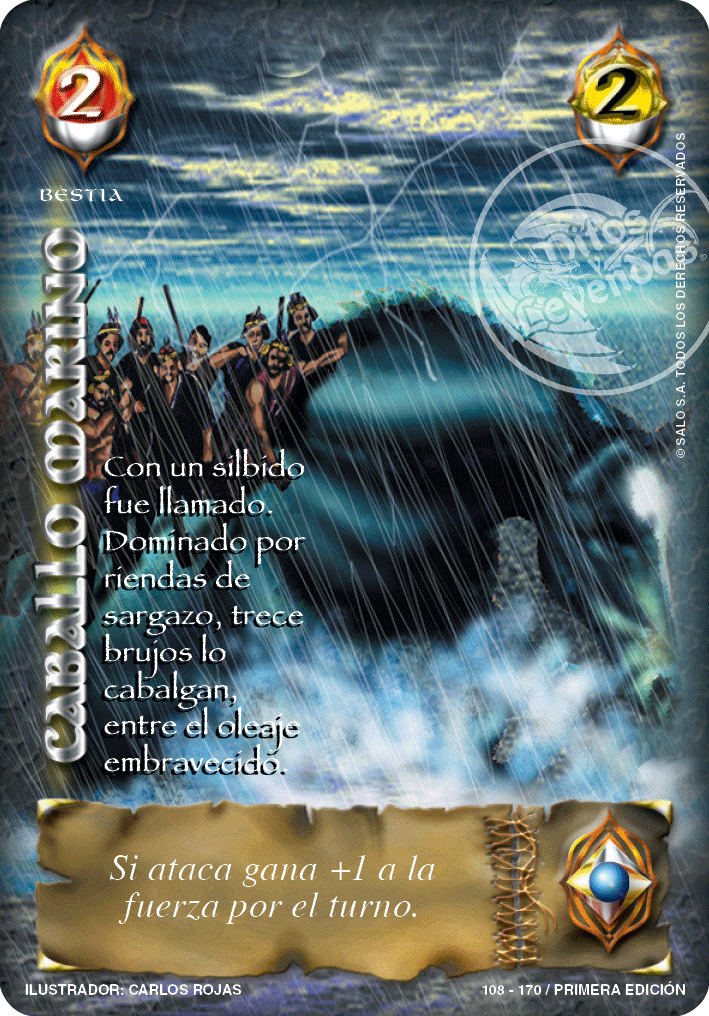 2
2
BESTIA
CABALLO MARINO
Mitos y Leyendas
®
© SALO S.A. TODOS LOS DERECHOS RESERVADOS
Con un silbido
fue llamado.
Dominado por
riendas de
sargazo, trece
brujos lo
cabalgan,
entre el oleaje
embravecido.
Si ataca gana +1 a la
fuerza por el turno.
ILUSTRADOR: CARLOS ROJAS
108 - 170 / PRIMERA EDICIÓN